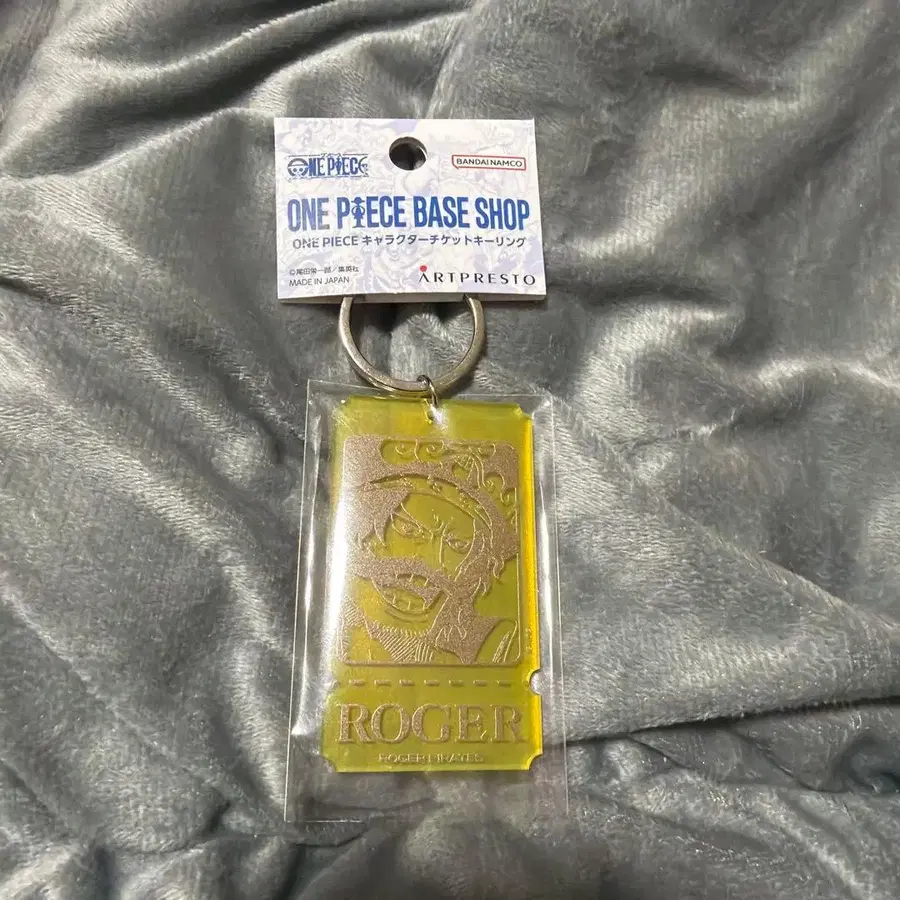 ONE PIECE
BANDAI NAMCO
ONE PIECE BASE SHOP
ONE PIECE キャラクターチケットキーリング
©尾田栄一郎／集英社
MADE IN JAPAN
ARTPRESTO
ROGER
ROGER PIRATES